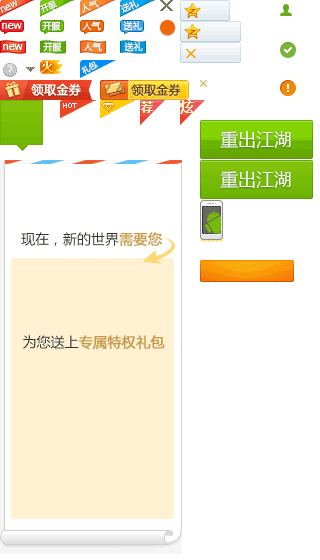 new 开服 人气 送礼
new 开服 人气 送礼
new 开服 人气 送礼
火 礼包
领取金券 领取金券
HOT 荐 炫
重出江湖
重出江湖
现在，新的世界需要您
为您送上专属特权礼包